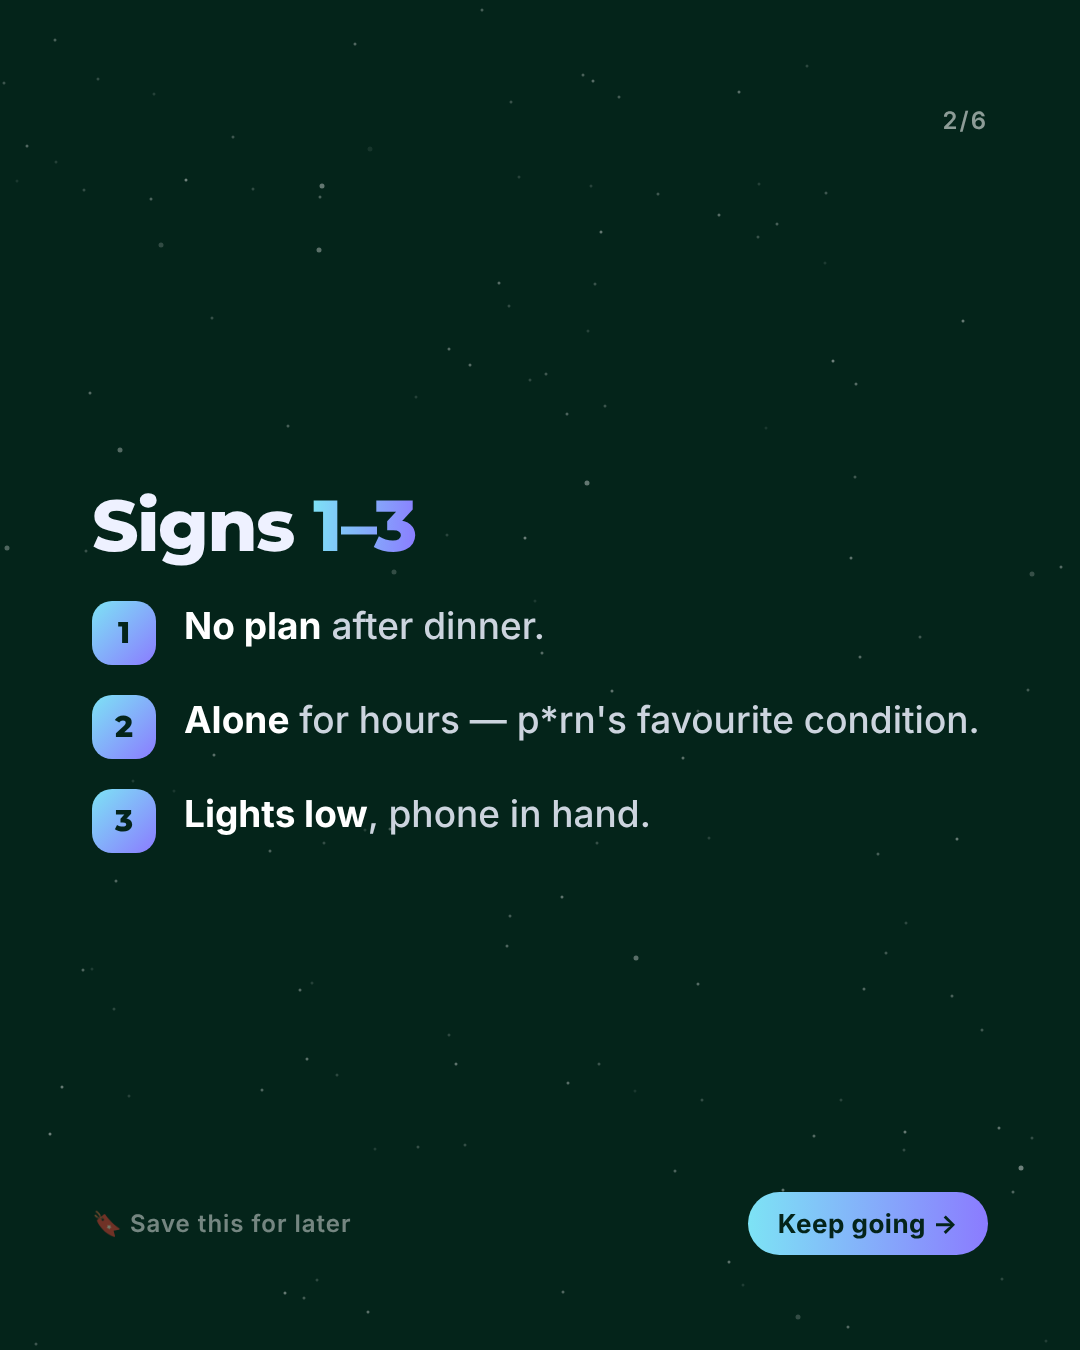 2/6
Signs 1–3
1 No plan after dinner.
2 Alone for hours — p*rn's favourite condition.
3 Lights low, phone in hand.
🔖 Save this for later
Keep going →